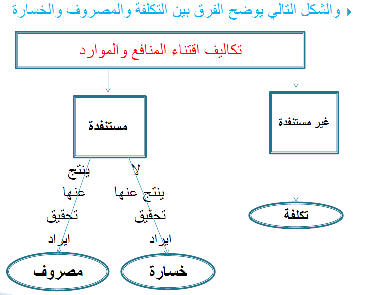 والشكل التالي يوضح الفرق بين التكلفة والمصروف والخسارة
تكاليف اقتناء المنافع والموارد
غير مستنفدة
مستنفدة
تكلفة
ينتج
عنها
تحقيق
ايراد
لا
ينتج عنها
تحقيق
ايراد
مصروف
خسارة